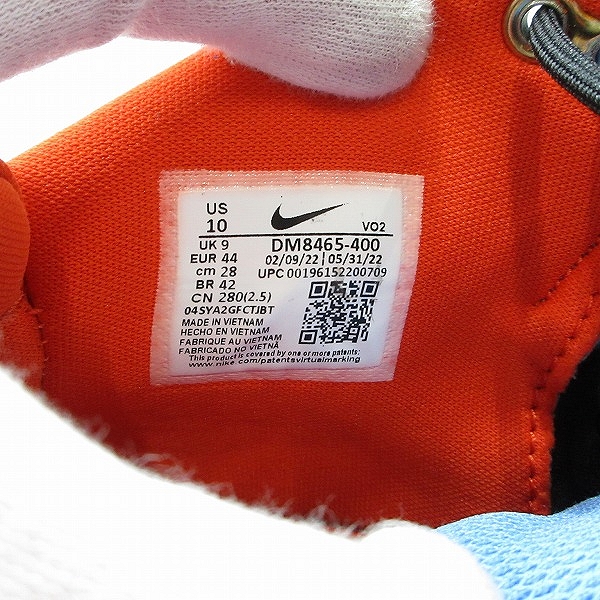 US
10
VO2
UK 9
DM8465-400
EUR 44
02/09/22 | 05/31/22
cm 28
UPC 00196152200709
BR 42
CN 280(2.5)
04SYA2GFCTJBT
MADE IN VIETNAM
HECHO EN VIETNAM
FABRIQUE AU VIETNAM
FABRICADO NO VIETNÃ
This product is covered by one or more patents:
www.nike.com/patentsvirtualmarking